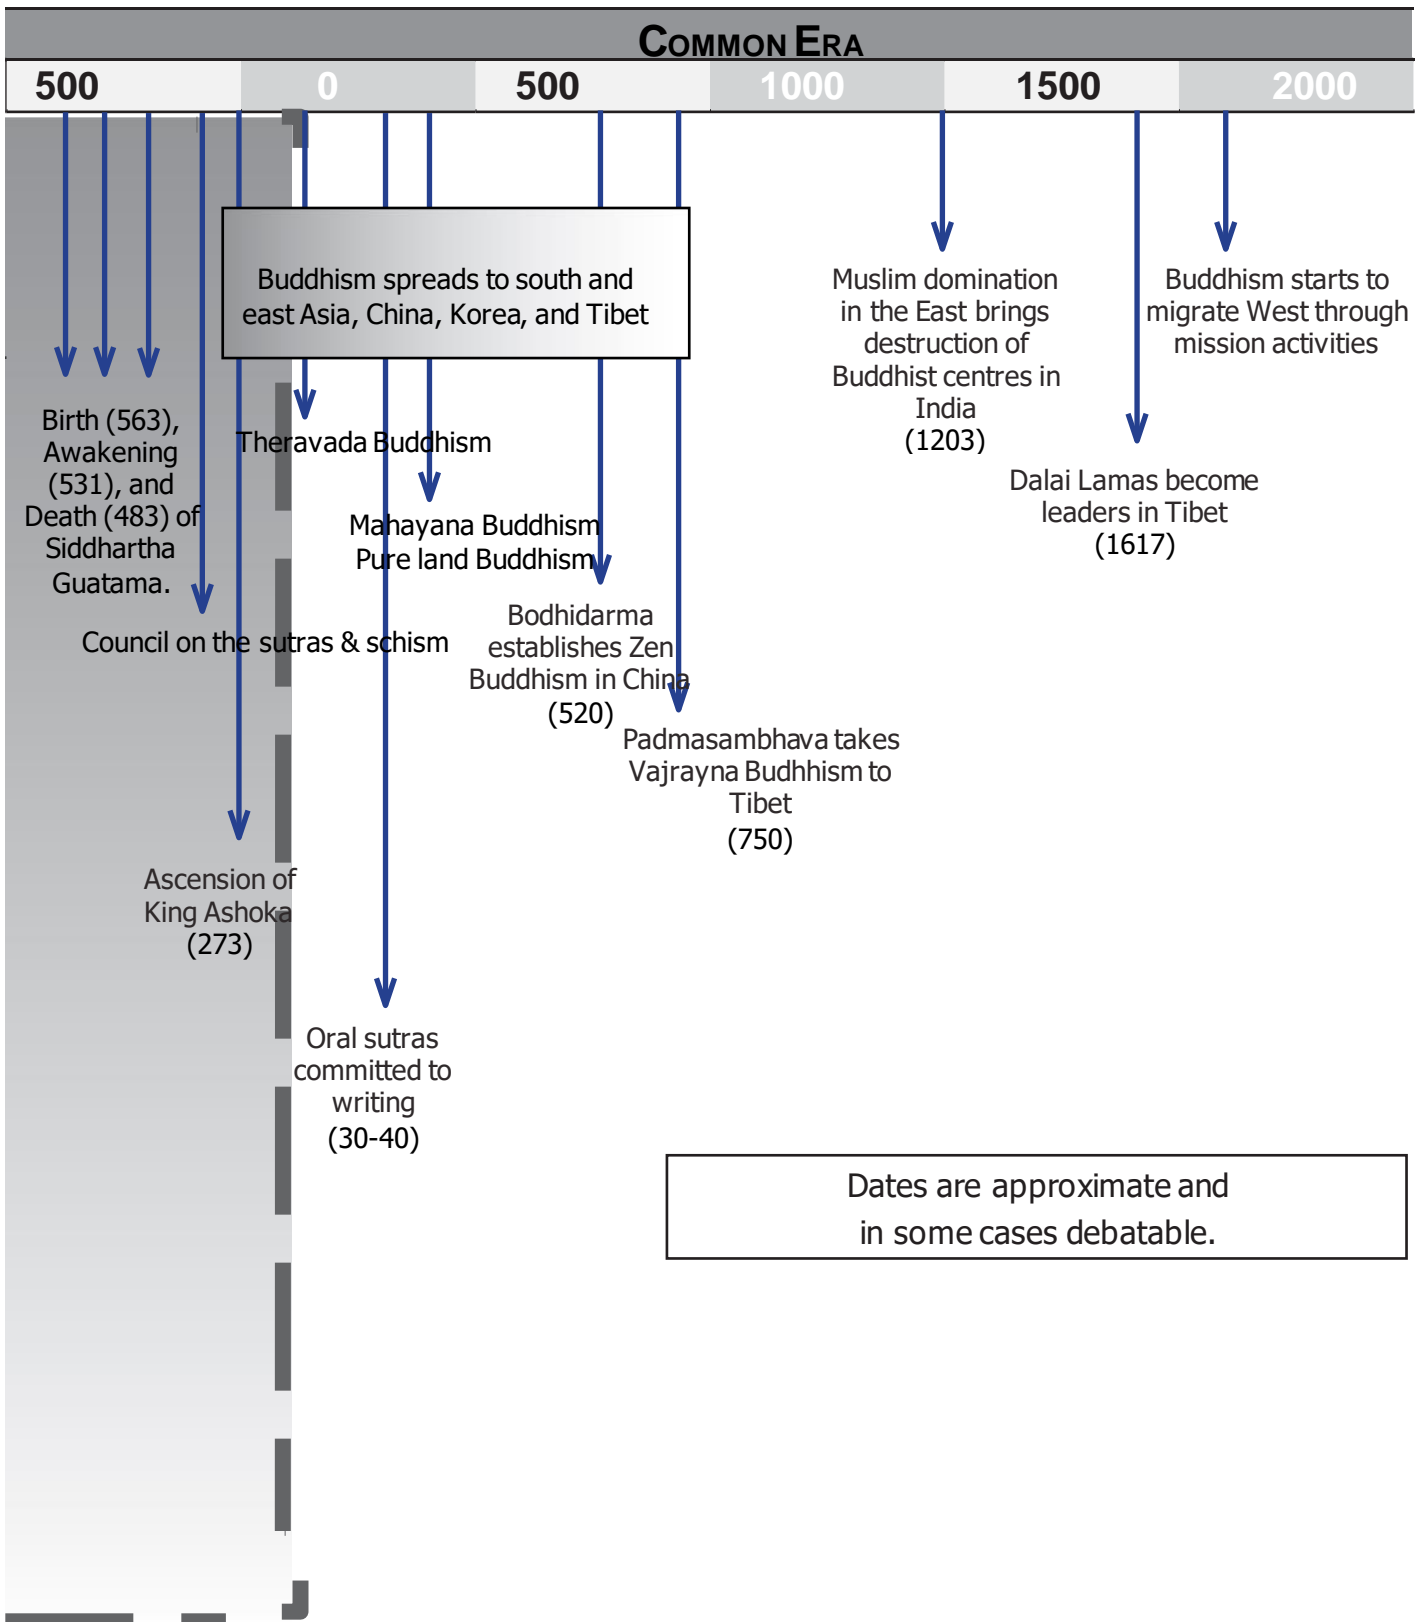 COMMON ERA
500 0 500 1000 1500 2000
Buddhism spreads to south and
east Asia, China, Korea, and Tibet
Muslim domination
in the East brings
destruction of
Buddhist centres in
India
(1203)
Buddhism starts to
migrate West through
mission activities
Birth (563),
Awakening
(531), and
Death (483) of
Siddhartha
Guatama.
Theravada Buddhism
Dalai Lamas become
leaders in Tibet
(1617)
Mahayana Buddhism
Pure land Buddhism
Council on the sutras & schism
Bodhidarma
establishes Zen
Buddhism in China
(520)
Padmasambhava takes
Vajrayna Budhhism to
Tibet
(750)
Ascension of
King Ashoka
(273)
Oral sutras
committed to
writing
(30-40)
Dates are approximate and
in some cases debatable.